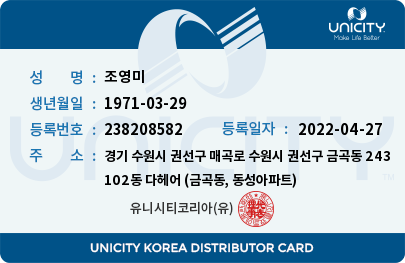 UNICITY
Make Life Better
성 명 : 조영미
생년월일 : 1971-03-29
등록번호 : 238208582 등록일자 : 2022-04-27
주 소 : 경기 수원시 권선구 매곡로 수원시 권선구 금곡동 243
102동 다헤어 (금곡동, 동성아파트)
유니시티코리아(유)
UNICITY
UNICITY KOREA DISTRIBUTOR CARD